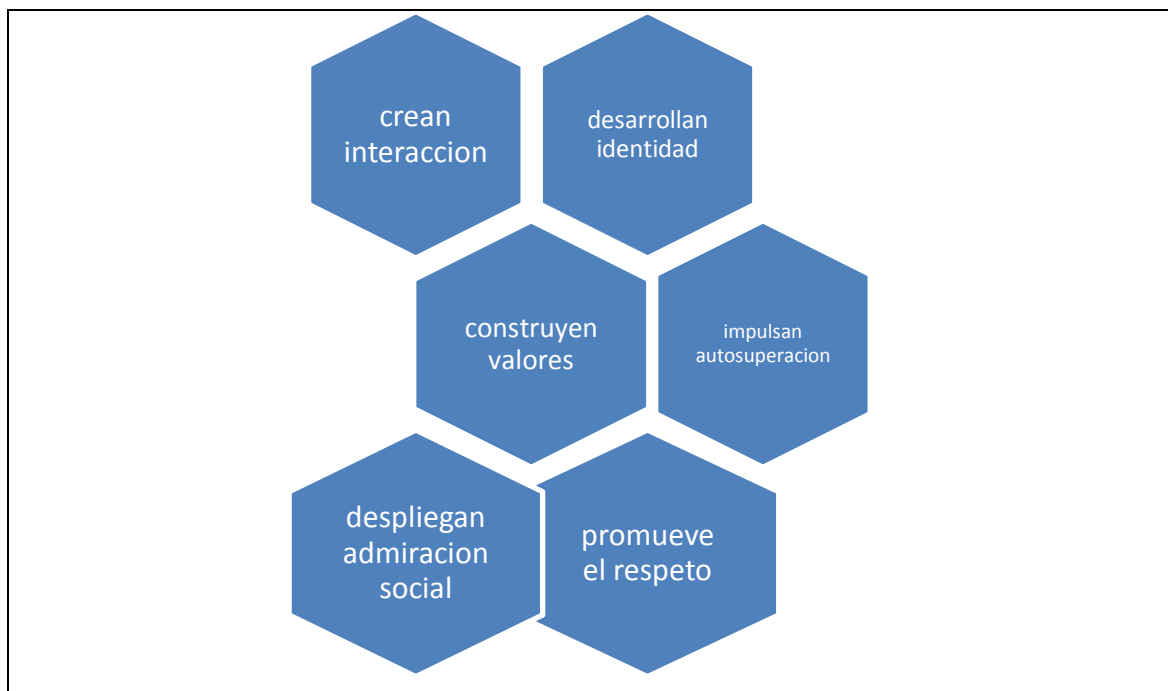 crean
interaccion
desarrollan
identidad
construyen
valores
impulsan
autosuperacion
despliegan
admiracion
social
promueve
el respeto